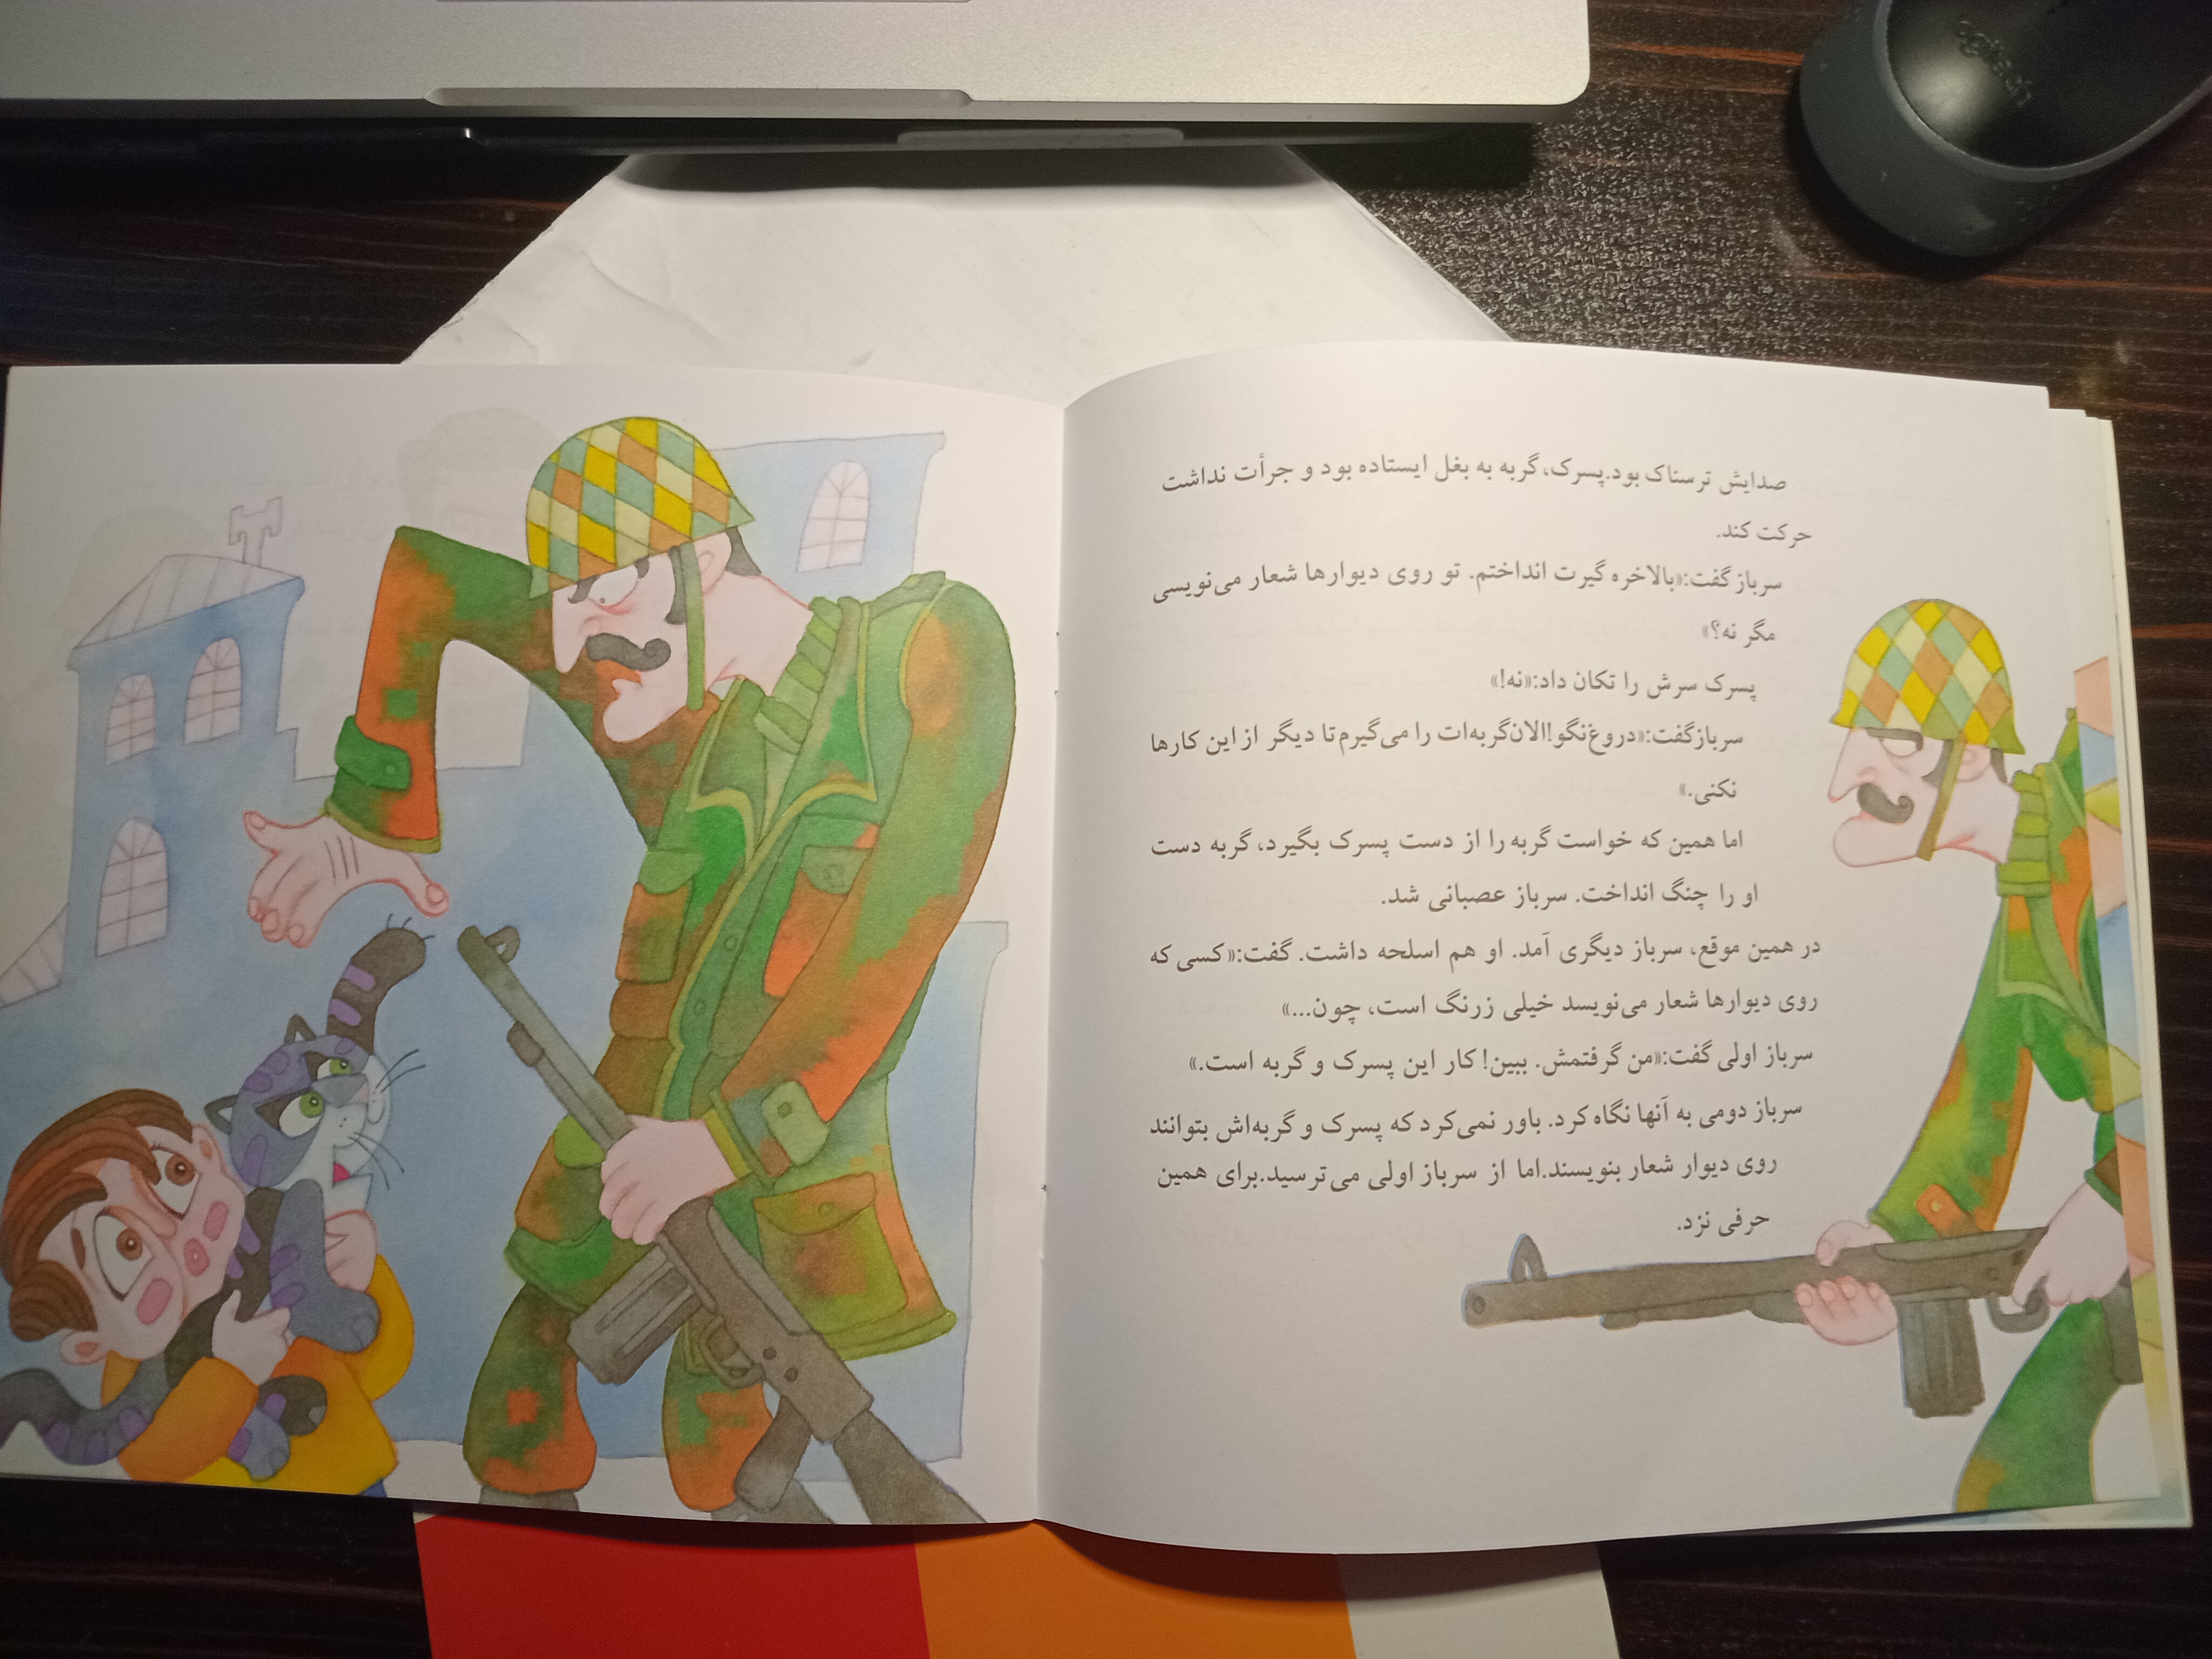 صدایش ترسناک بود.پسرک، گربه به بغل ایستاده بود و جرأت نداشت
حرکت کند.
سرباز گفت:«بالاخره گیرت انداختم. تو روی دیوارها شعار می‌نویسی
مگر نه؟»
پسرک سرش را تکان داد:«نه!»
سرباز گفت:«دروغ نگو!الان گربه‌ات را می‌گیرم تا دیگر از این کارها
نکنی.»
اما همین که خواست گربه را از دست پسرک بگیرد، گربه دست
او را چنگ انداخت. سرباز عصبانی شد.
در همین موقع، سرباز دیگری آمد. او هم اسلحه داشت. گفت:«کسی که
روی دیوارها شعار می‌نویسد خیلی زرنگ است، چون...»
سرباز اولی گفت:«من گرفتمش. ببین! کار این پسرک و گربه است.»
سرباز دومی به آنها نگاه کرد. باور نمی‌کرد که پسرک و گربه‌اش بتوانند
روی دیوار شعار بنویسند.اما از سرباز اولی می‌ترسید.برای همین
حرفی نزد.